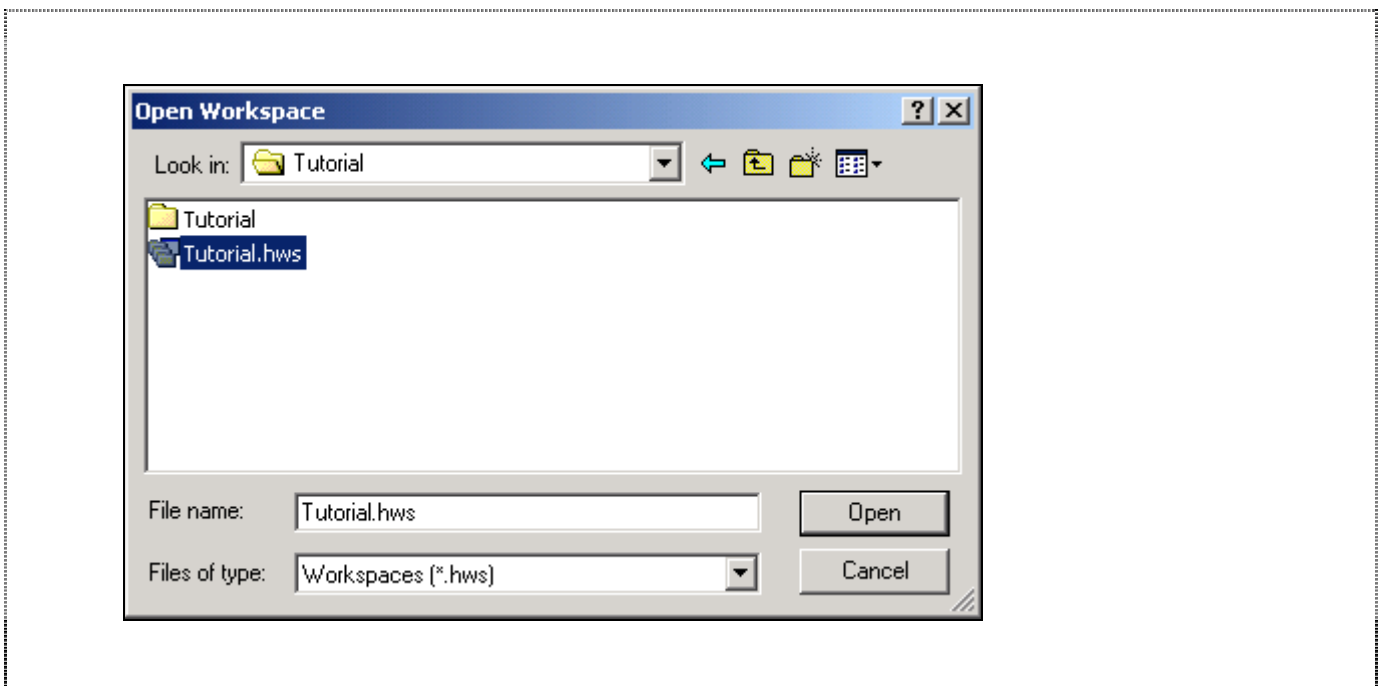 Open Workspace
Look in: Tutorial
Tutorial
Tutorial.hws
File name: Tutorial.hws Open
Files of type: Workspaces (*.hws) Cancel